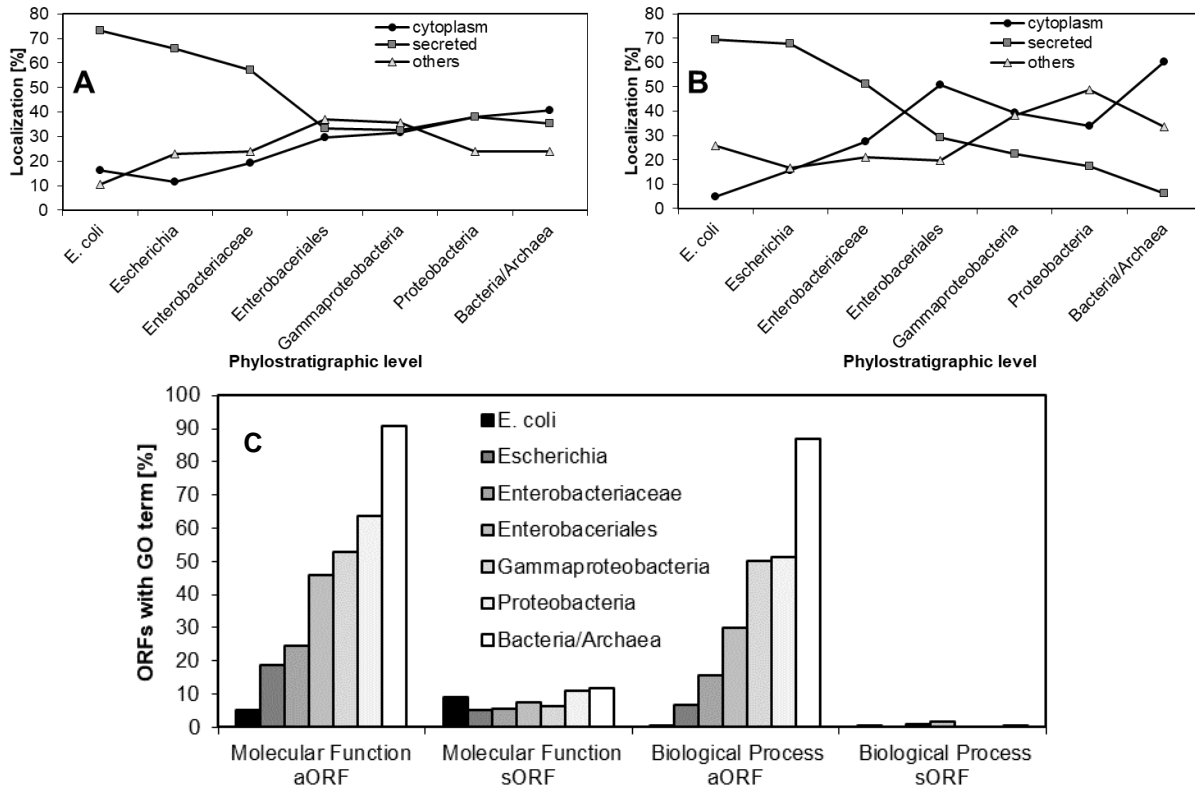 A
Localization [%]
80
70
60
50
40
30
20
10
0
cytoplasm
secreted
others
E. coli
Escherichia
Enterobacteriaceae
Enterobaceriales
Gammaproteobacteria
Proteobacteria
Bacteria/Archaea
Phylostratigraphic level
B
Localization [%]
80
70
60
50
40
30
20
10
0
cytoplasm
secreted
others
E. coli
Escherichia
Enterobacteriaceae
Enterobaceriales
Gammaproteobacteria
Proteobacteria
Bacteria/Archaea
Phylostratigraphic level
C
ORFs with GO term [%]
100
90
80
70
60
50
40
30
20
10
0
E. coli
Escherichia
Enterobacteriaceae
Enterobaceriales
Gammaproteobacteria
Proteobacteria
Bacteria/Archaea
Molecular Function
aORF
Molecular Function
sORF
Biological Process
aORF
Biological Process
sORF